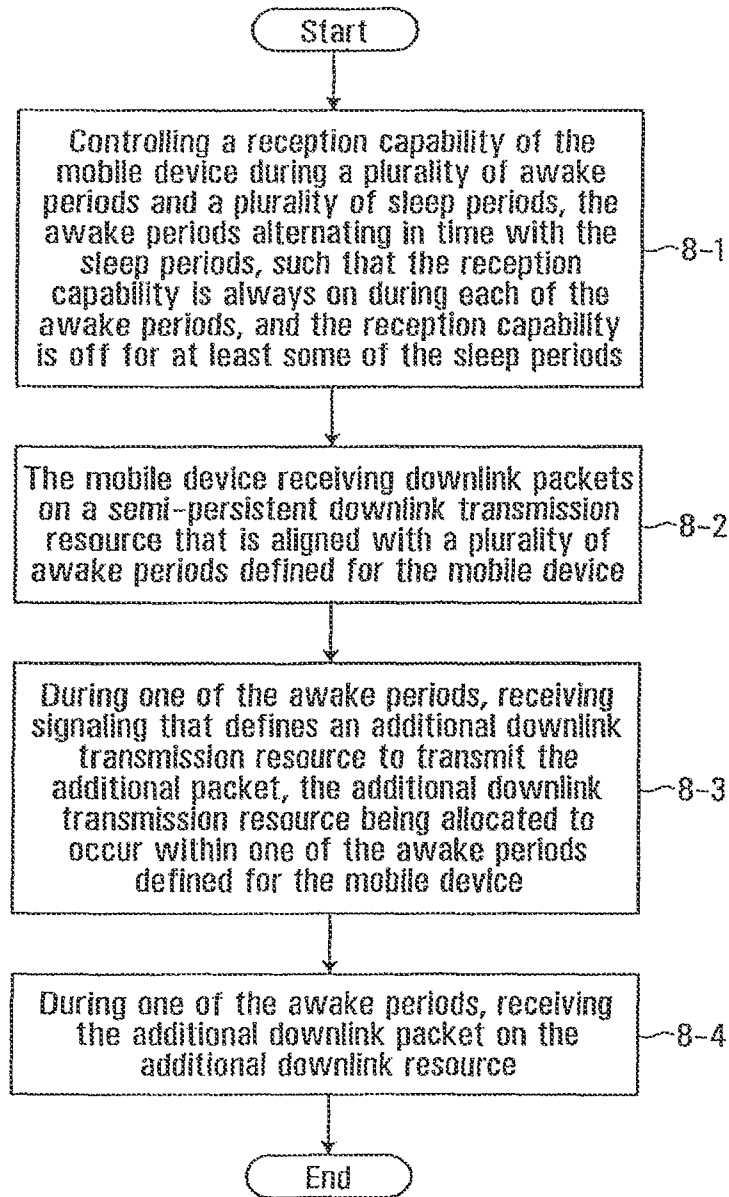 Start
Controlling a reception capability of the
mobile device during a plurality of awake
periods and a plurality of sleep periods, the
awake periods alternating in time with the
sleep periods, such that the reception
capability is always on during each of the
awake periods, and the reception capability
is off for at least some of the sleep periods
8-1
The mobile device receiving downlink packets
on a semi-persistent downlink transmission
resource that is aligned with a plurality of
awake periods defined for the mobile device
8-2
During one of the awake periods, receiving
signaling that defines an additional downlink
transmission resource to transmit the
additional packet, the additional downlink
transmission resource being allocated to
occur within one of the awake periods
defined for the mobile device
8-3
During one of the awake periods, receiving
the additional downlink packet on the
additional downlink resource
8-4
End